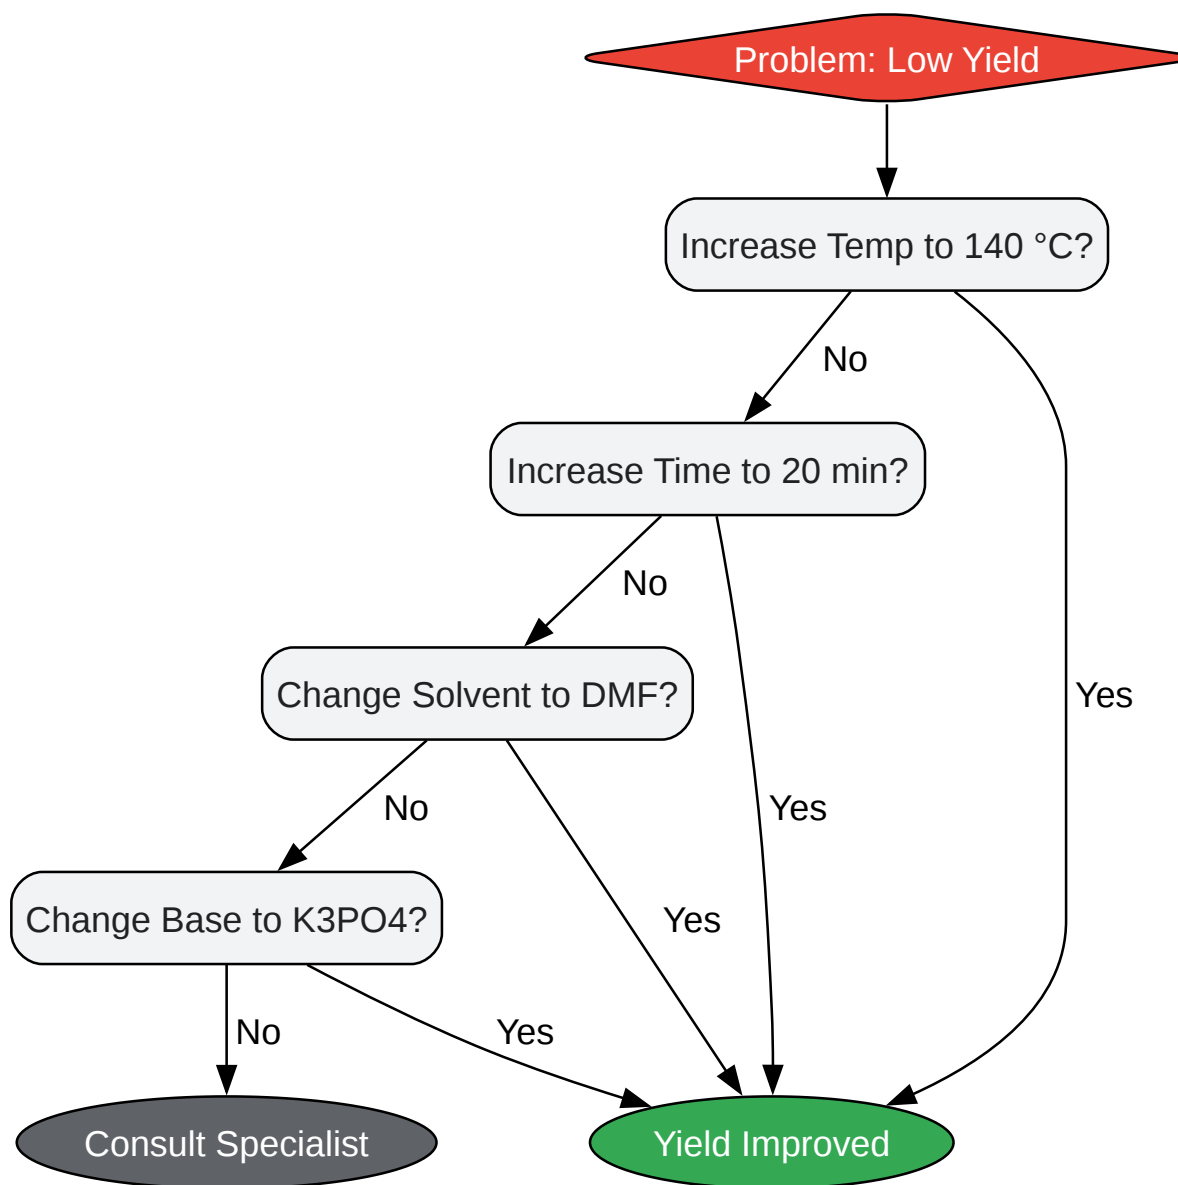 Problem: Low Yield
Increase Temp to 140 °C?
No
Increase Time to 20 min?
No
Change Solvent to DMF?
Yes
No
Yes
Change Base to K3PO4?
Yes
No
Yes
Consult Specialist
Yield Improved